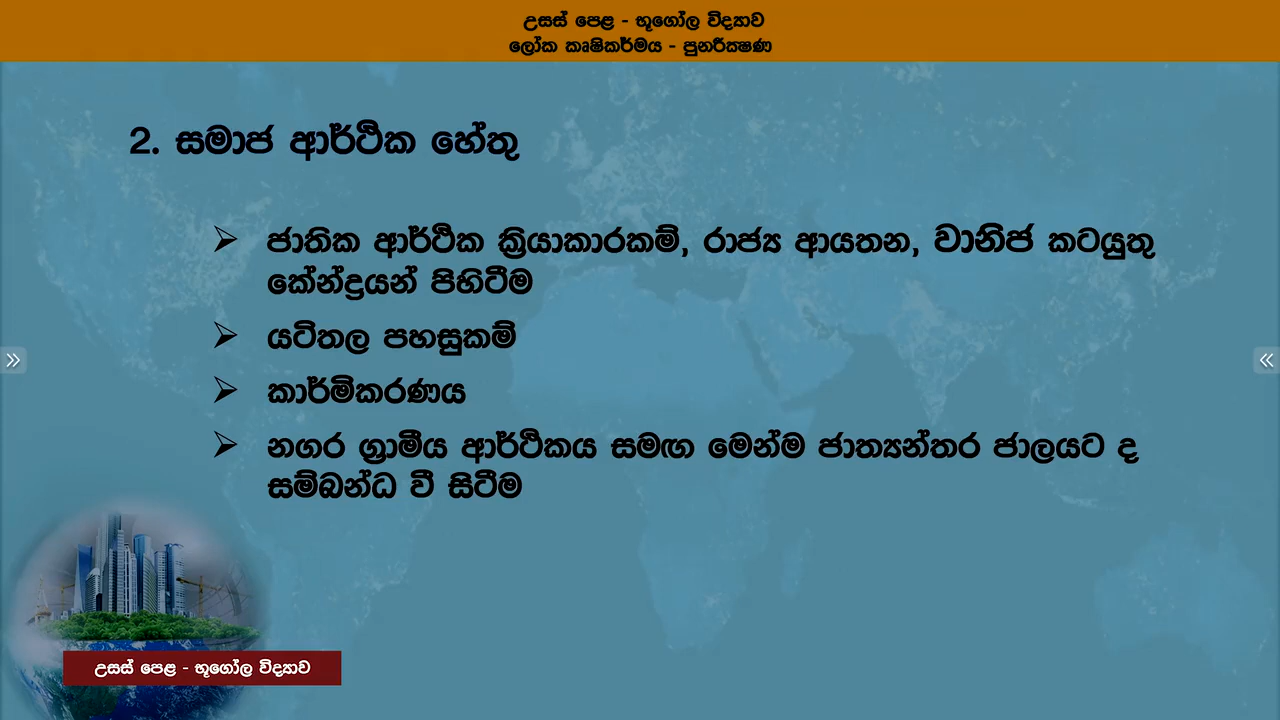 උසස් පෙළ - භූගෝල විද්‍යාව
ලෝක කෘෂිකර්මය - පුනරීක්‍ෂණ
2. සමාජ ආර්ථික හේතු
➢ ජාතික ආර්ථික ක්‍රියාකාරකම්, රාජ්‍ය ආයතන, වානිජ කටයුතු
කේන්ද්‍රයන් පිහිටීම
➢ යටිතල පහසුකම්
➢ කාර්මිකරණය
➢ නගර ග්‍රාමීය ආර්ථිකය සමඟ මෙන්ම ජාත්‍යන්තර ජාලයට ද
සම්බන්ධ වී සිටීම
උසස් පෙළ - භූගෝල විද්‍යාව